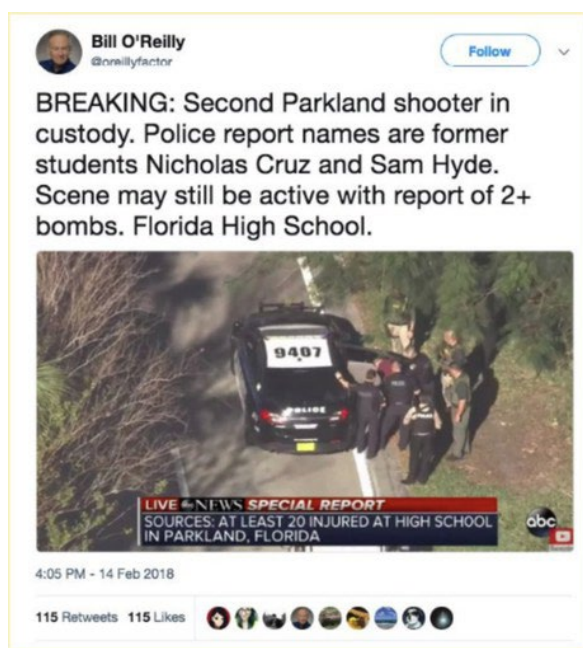 Bill O'Reilly
@oreillyfactor
Follow
BREAKING: Second Parkland shooter in
custody. Police report names are former
students Nicholas Cruz and Sam Hyde.
Scene may still be active with report of 2+
bombs. Florida High School.
9407
POLICE
LIVE abc NEWS SPECIAL REPORT
SOURCES: AT LEAST 20 INJURED AT HIGH SCHOOL
IN PARKLAND, FLORIDA
abc
4:05 PM - 14 Feb 2018
115 Retweets 115 Likes